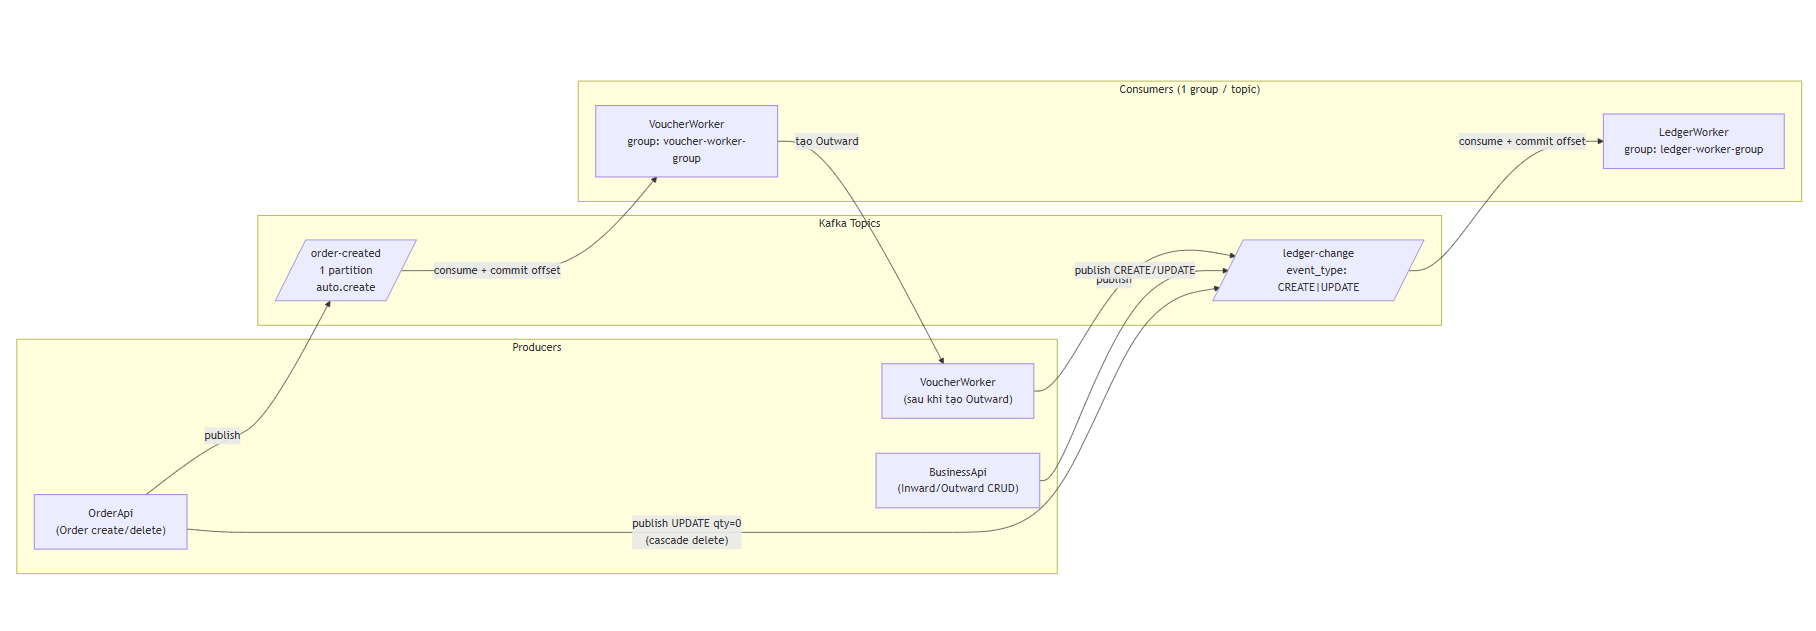 Consumers (1 group / topic)
VoucherWorker
group: voucher-worker-
group
tạo Outward
consume + commit offset
LedgerWorker
group: ledger-worker-group
Kafka Topics
order-created
1 partition
auto.create
consume + commit offset
publish CREATE/UPDATE
publish
ledger-change
event_type:
CREATE|UPDATE
Producers
VoucherWorker
(sau khi tạo Outward)
publish
BusinessApi
(Inward/Outward CRUD)
OrderApi
(Order create/delete)
publish UPDATE qty=0
(cascade delete)